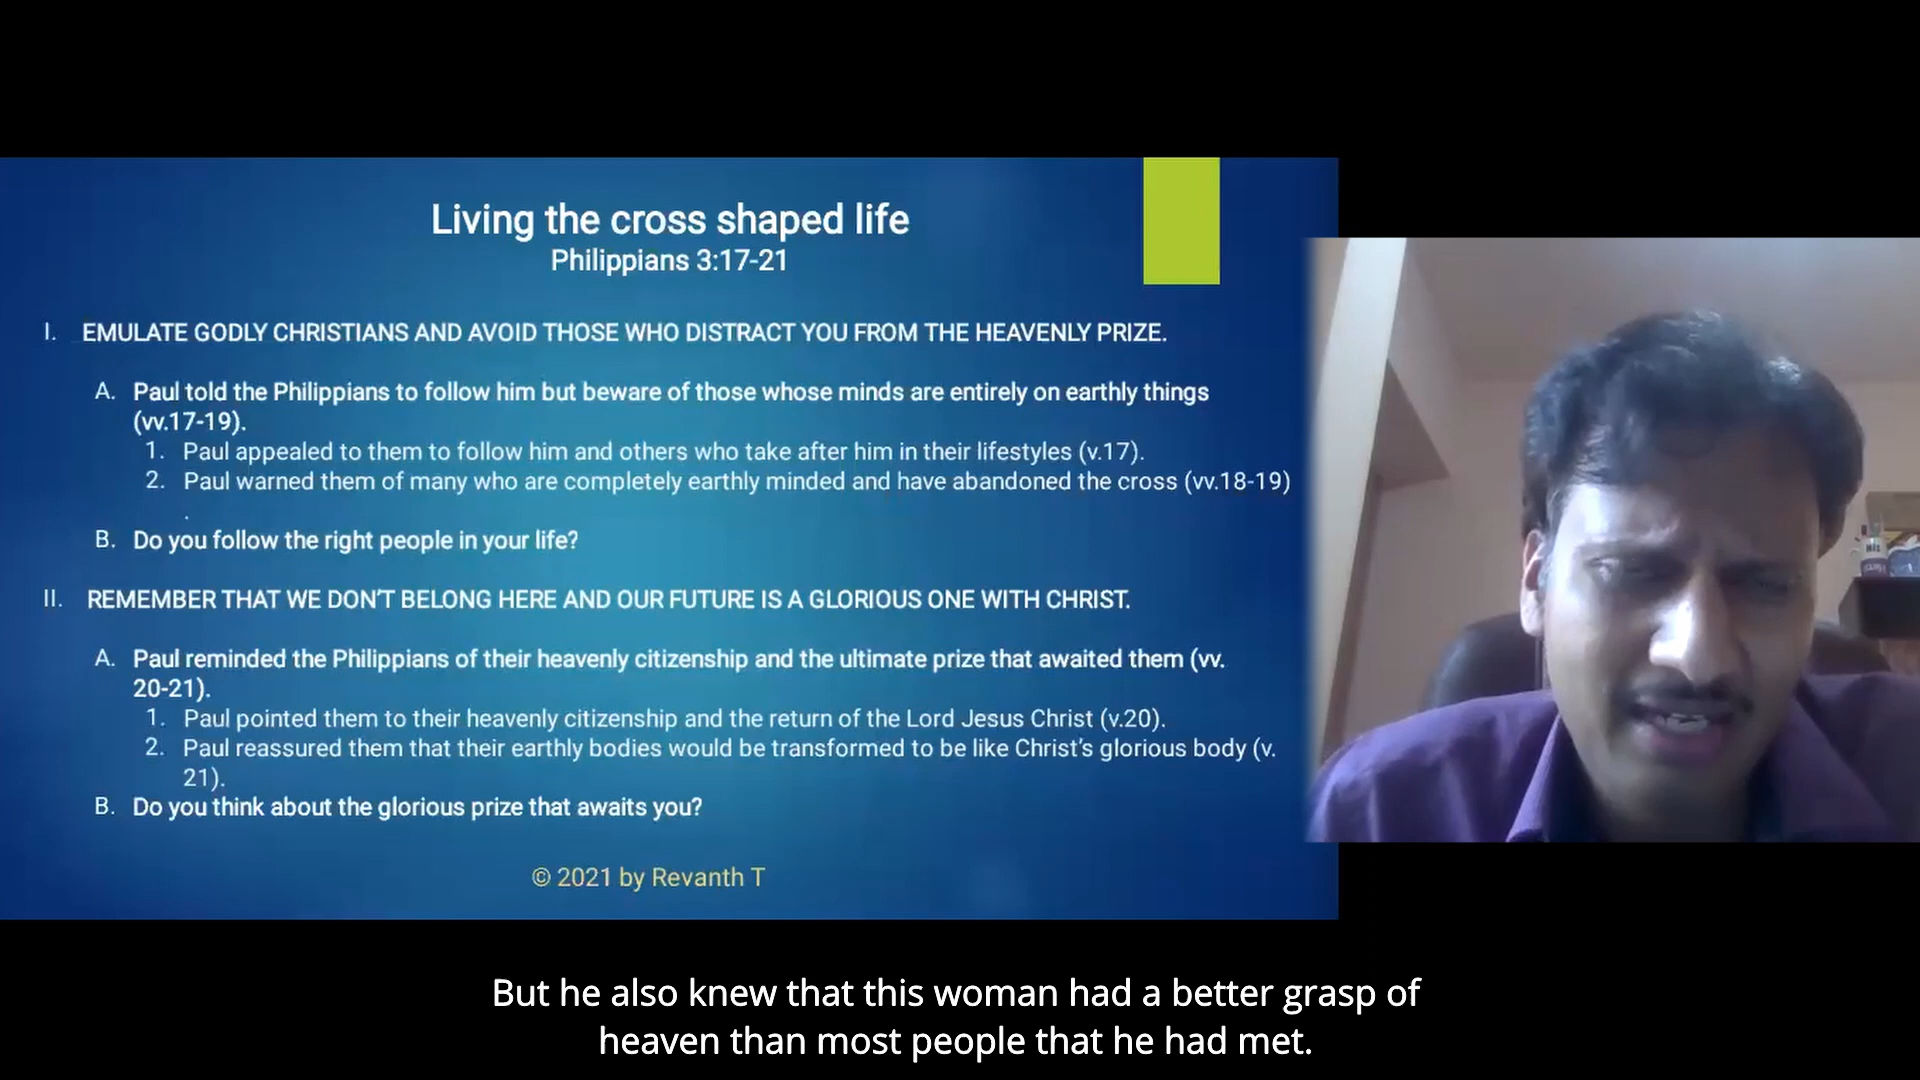 Living the cross shaped life
Philippians 3:17-21
I. EMULATE GODLY CHRISTIANS AND AVOID THOSE WHO DISTRACT YOU FROM THE HEAVENLY PRIZE.
A. Paul told the Philippians to follow him but beware of those whose minds are entirely on earthly things
(vv.17-19).
1. Paul appealed to them to follow him and others who take after him in their lifestyles (v.17).
2. Paul warned them of many who are completely earthly minded and have abandoned the cross (vv.18-19)
.
B. Do you follow the right people in your life?
II. REMEMBER THAT WE DON'T BELONG HERE AND OUR FUTURE IS A GLORIOUS ONE WITH CHRIST.
A. Paul reminded the Philippians of their heavenly citizenship and the ultimate prize that awaited them (vv.
20-21).
1. Paul pointed them to their heavenly citizenship and the return of the Lord Jesus Christ (v.20).
2. Paul reassured them that their earthly bodies would be transformed to be like Christ's glorious body (v.
21).
B. Do you think about the glorious prize that awaits you?
© 2021 by Revanth T
But he also knew that this woman had a better grasp of
heaven than most people that he had met.